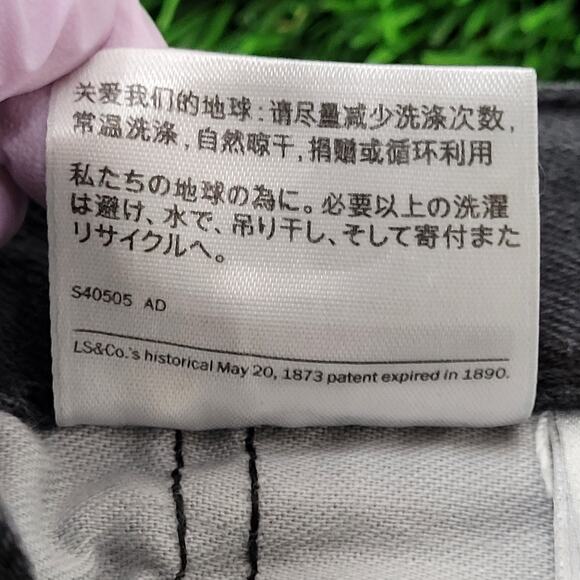 关爱我们的地球：请尽量减少洗涤次数，
常温洗涤，自然晾干，捐赠或循环利用
私たちの地球の為に。必要以上の洗濯
は避け、水で、吊り干し、そして寄付また
リサイクルへ。
S40505 AD
LS&Co.'s historical May 20, 1873 patent expired in 1890.